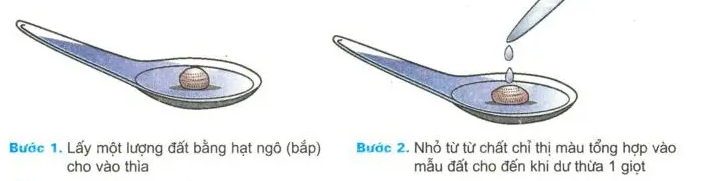 Bước 1. Lấy một lượng đất bằng hạt ngô (bắp)
cho vào thìa
Bước 2. Nhỏ từ từ chất chỉ thị màu tổng hợp vào
mẫu đất cho đến khi dư thừa 1 giọt